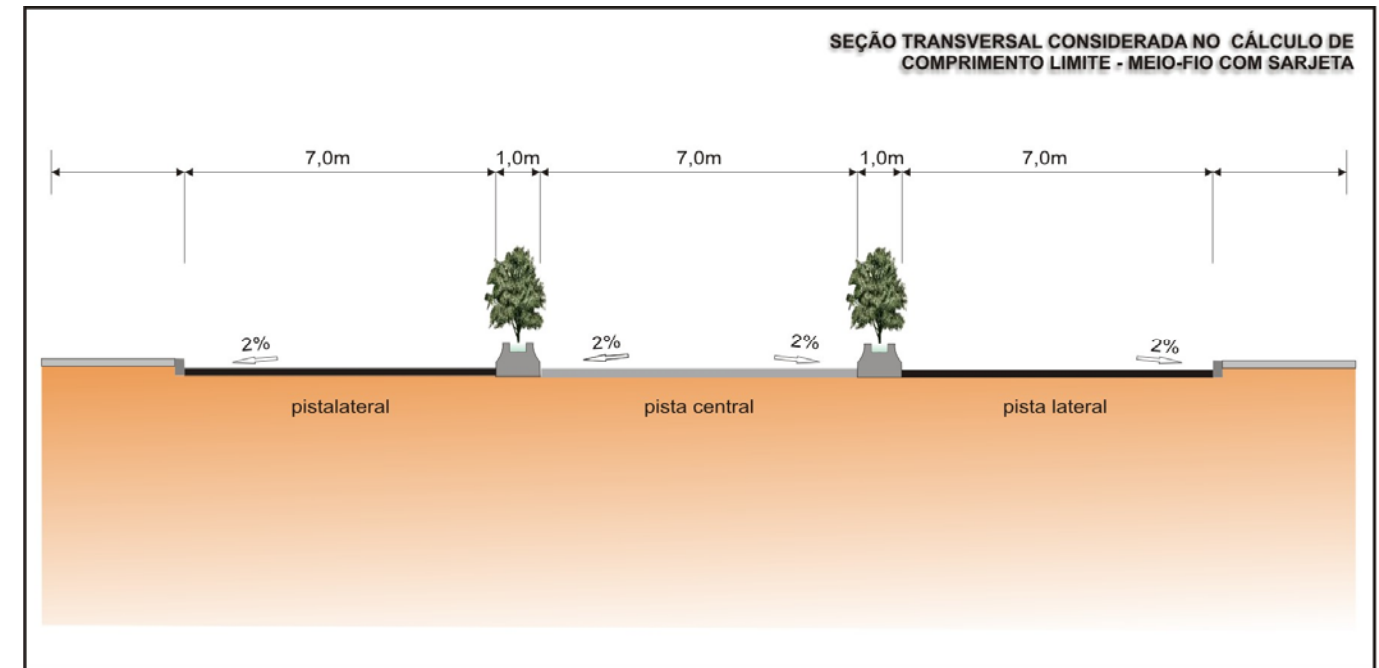 SEÇÃO TRANSVERSAL CONSIDERADA NO CÁLCULO DE
COMPRIMENTO LIMITE - MEIO-FIO COM SARJETA
7,0m
1,0m
7,0m
1,0m
7,0m
2%
2%
2%
2%
pistalateral
pista central
pista lateral